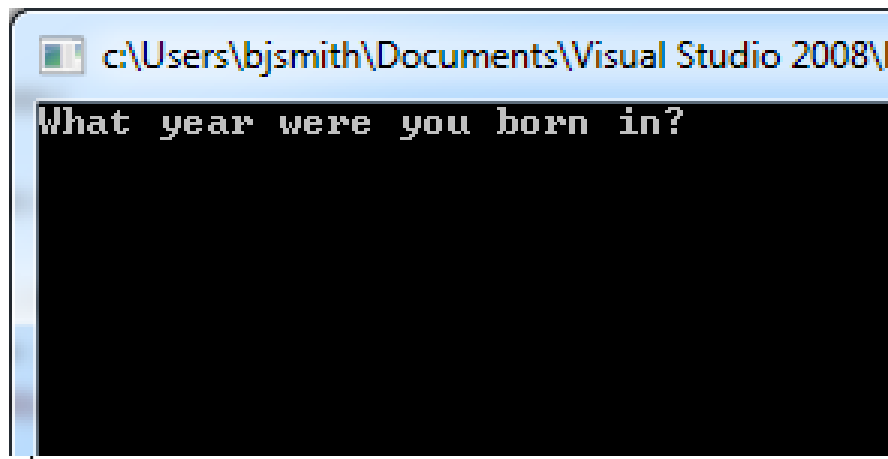 c:\Users\bjsmith\Documents\Visual Studio 2008\
What year were you born in?